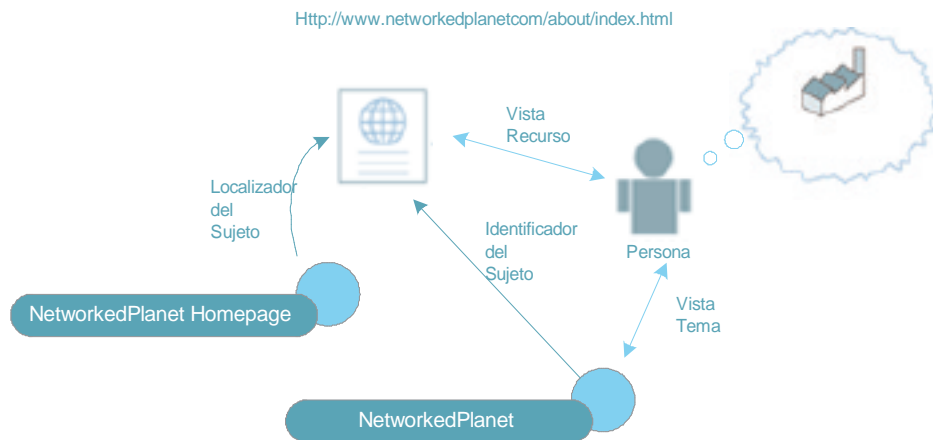 Http://www.networkedplanetcom/about/index.html
Vista
Recurso
Localizador
del
Sujeto
Identificador
del
Sujeto
Persona
NetworkedPlanet Homepage
Vista
Tema
NetworkedPlanet